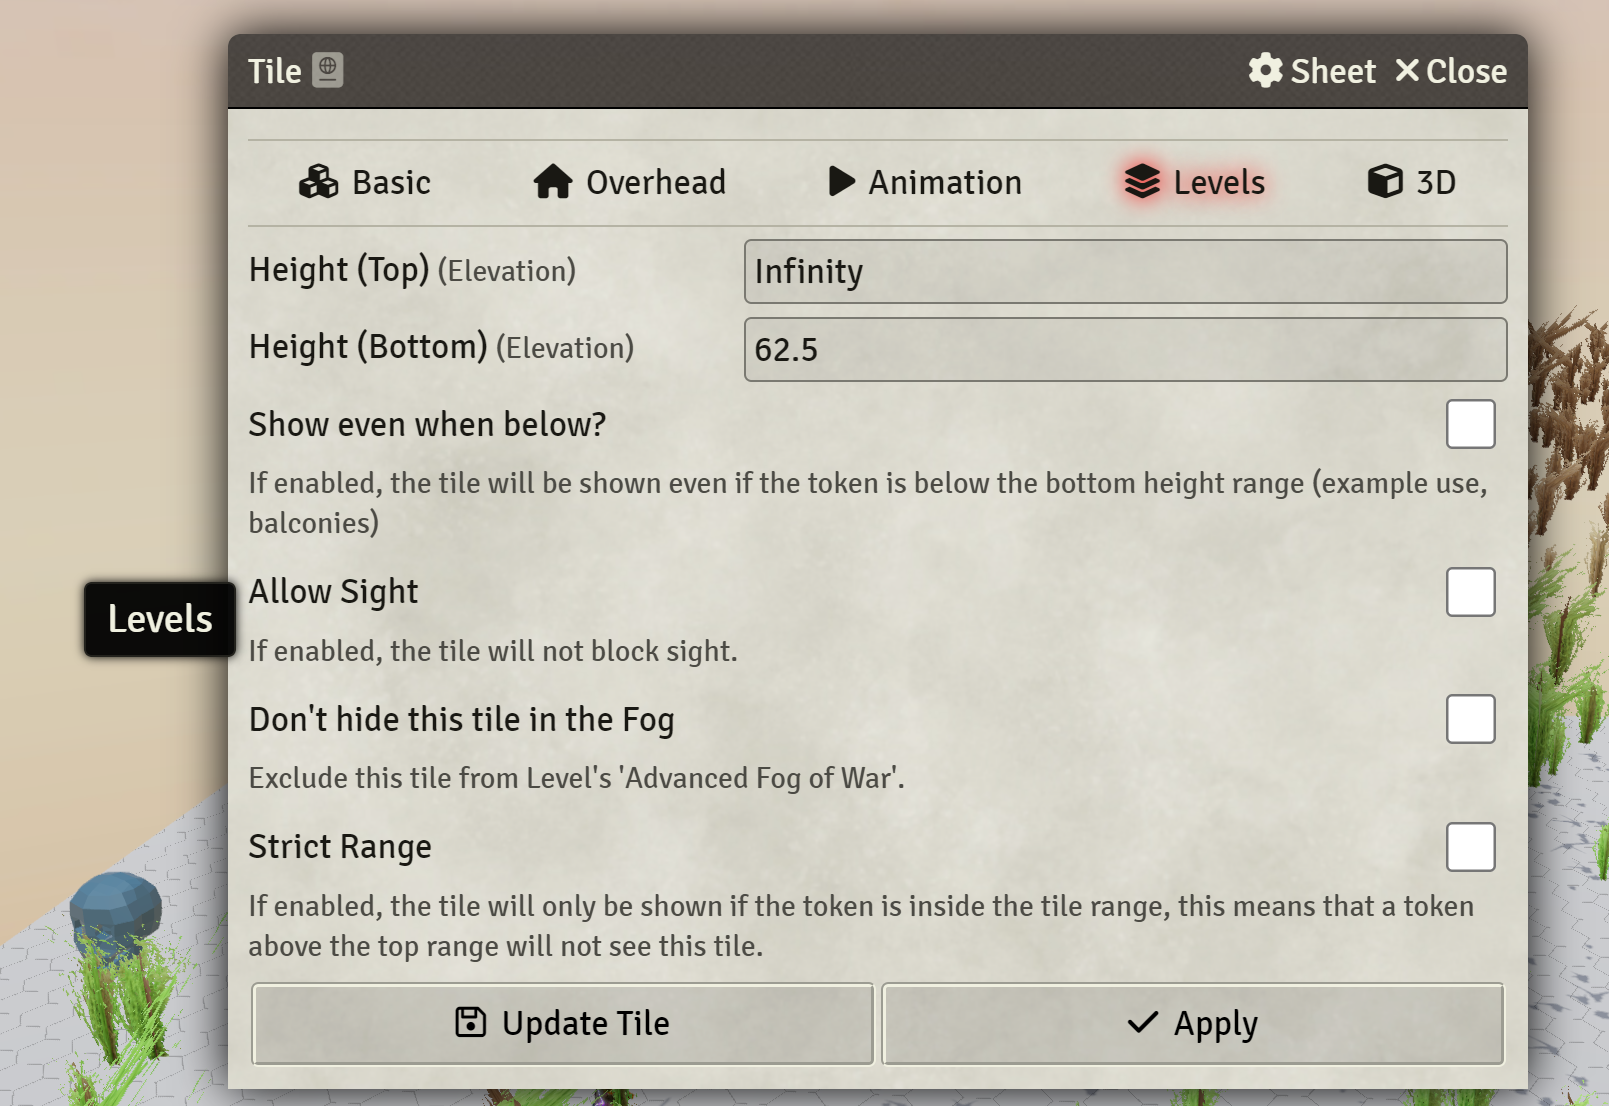 Tile
Sheet Close
Basic Overhead Animation Levels 3D
Height (Top) (Elevation) Infinity
Height (Bottom) (Elevation) 62.5
Show even when below?
If enabled, the tile will be shown even if the token is below the bottom height range (example use,
balconies)
Levels
Allow Sight
If enabled, the tile will not block sight.
Don't hide this tile in the Fog
Exclude this tile from Level's 'Advanced Fog of War'.
Strict Range
If enabled, the tile will only be shown if the token is inside the tile range, this means that a token
above the top range will not see this tile.
Update Tile Apply